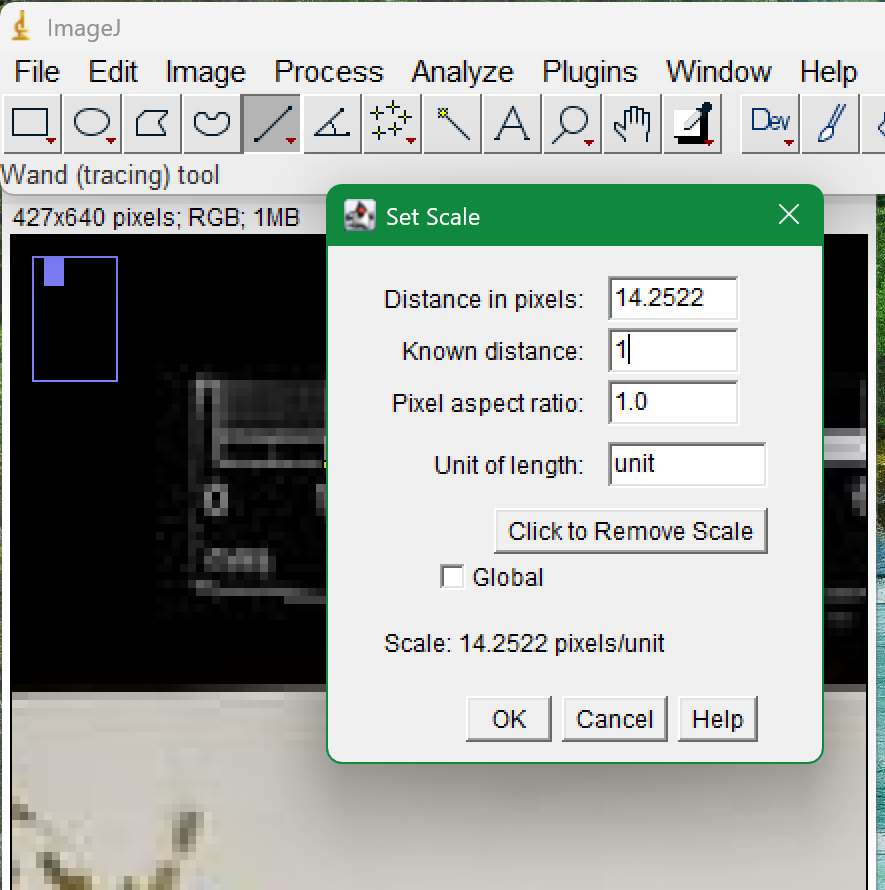 ImageJ
File Edit Image Process Analyze Plugins Window Help
A Dev
Wand (tracing) tool
427x640 pixels; RGB; 1MB
Set Scale
Distance in pixels: 14.2522
Known distance: 1
Pixel aspect ratio: 1.0
Unit of length: unit
Click to Remove Scale
Global
Scale: 14.2522 pixels/unit
0
OK Cancel Help